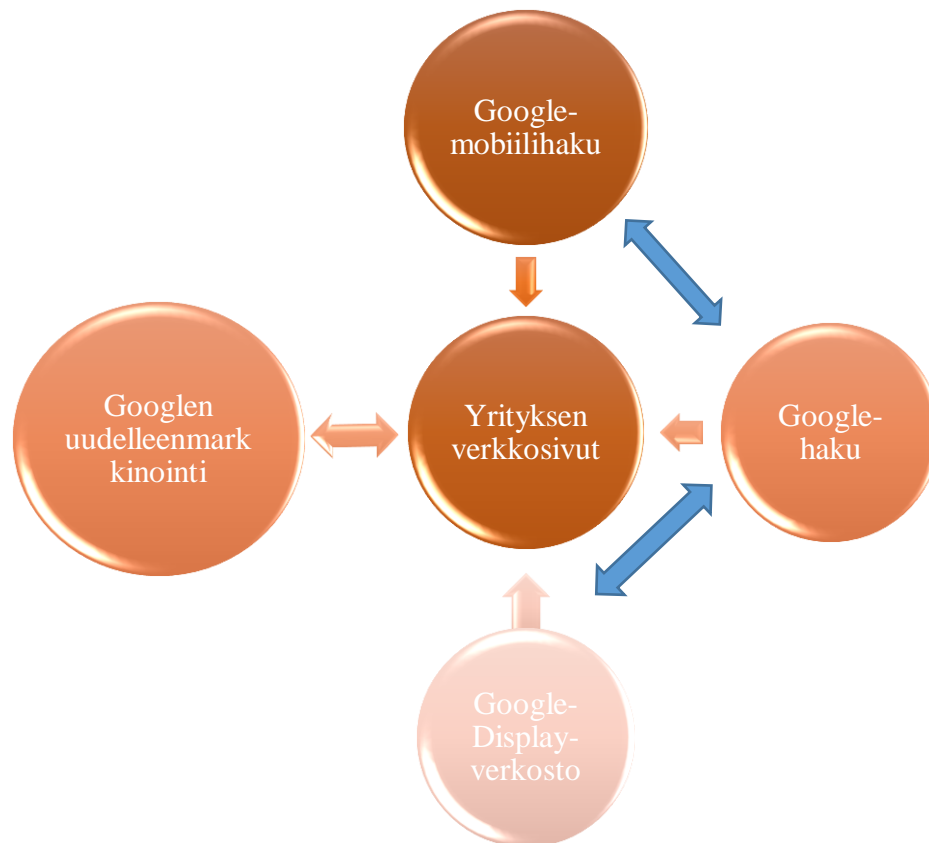 Google-
mobiilihaku
Googlen
uudelleenmark
kinointi
Yrityksen
verkkosivut
Google-
haku
Google-
Display-
verkosto